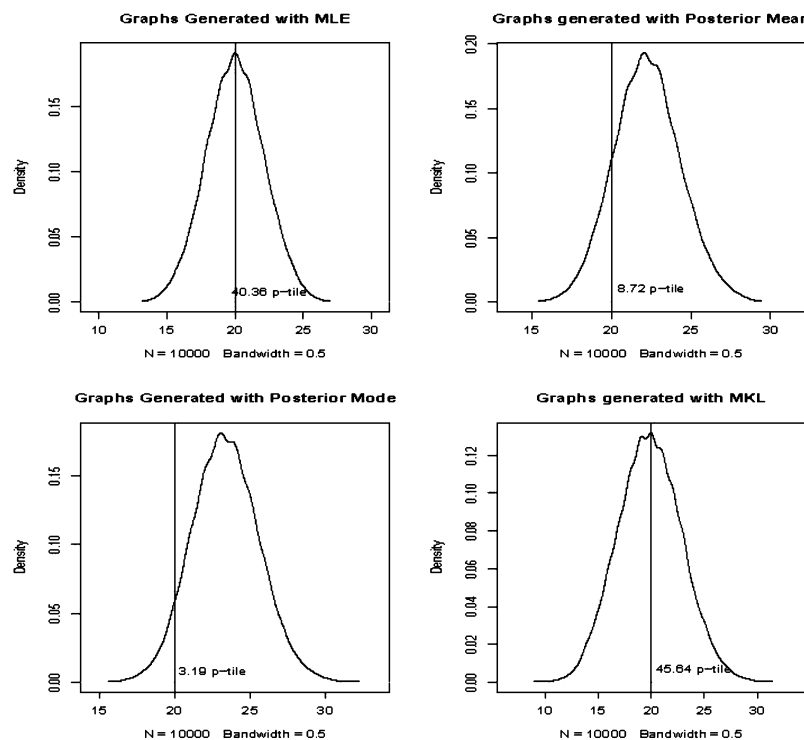 Graphs Generated with MLE
Density
0.00 0.05 0.10 0.15
40.36 p-tile
10 15 20 25 30
N = 10000 Bandwidth = 0.5
Graphs generated with Posterior Mean
Density
0.00 0.05 0.10 0.15 0.20
8.72 p-tile
15 20 25 30
N = 10000 Bandwidth = 0.5
Graphs Generated with Posterior Mode
Density
0.00 0.05 0.10 0.15
3.19 p-tile
15 20 25 30
N = 10000 Bandwidth = 0.5
Graphs generated with MKL
Density
0.00 0.02 0.04 0.06 0.08 0.10 0.12
45.64 p-tile
10 15 20 25 30
N = 10000 Bandwidth = 0.5